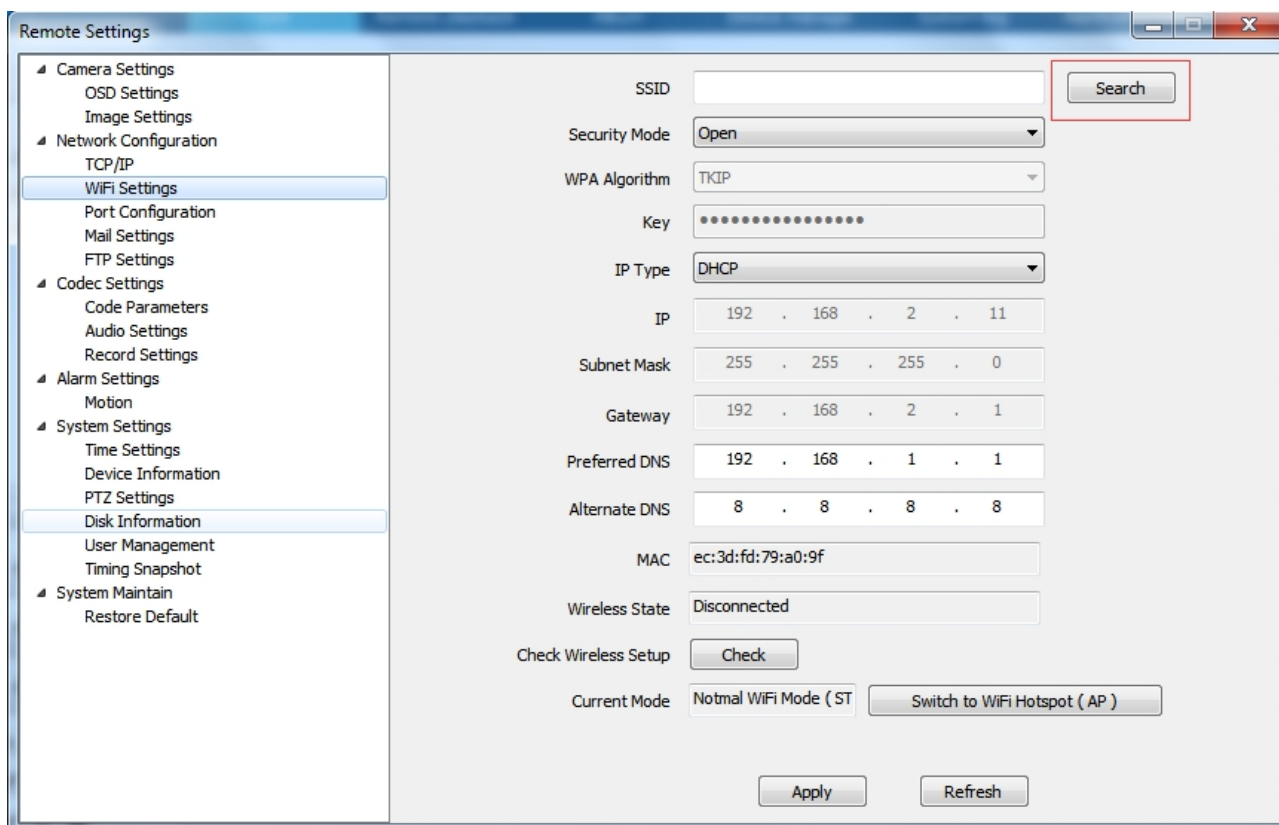 Remote Settings
Camera Settings
OSD Settings
Image Settings
Network Configuration
TCP/IP
WiFi Settings
Port Configuration
Mail Settings
FTP Settings
Codec Settings
Code Parameters
Audio Settings
Record Settings
Alarm Settings
Motion
System Settings
Time Settings
Device Information
PTZ Settings
Disk Information
User Management
Timing Snapshot
System Maintain
Restore Default
SSID Search
Security Mode Open
WPA Algorithm TKIP
Key ●●●●●●●●●●●●●●●●
IP Type DHCP
IP 192 . 168 . 2 . 11
Subnet Mask 255 . 255 . 255 . 0
Gateway 192 . 168 . 2 . 1
Preferred DNS 192 . 168 . 1 . 1
Alternate DNS 8 . 8 . 8 . 8
MAC ec:3d:fd:79:a0:9f
Wireless State Disconnected
Check Wireless Setup Check
Current Mode Notmal WiFi Mode ( ST Switch to WiFi Hotspot ( AP )
Apply Refresh